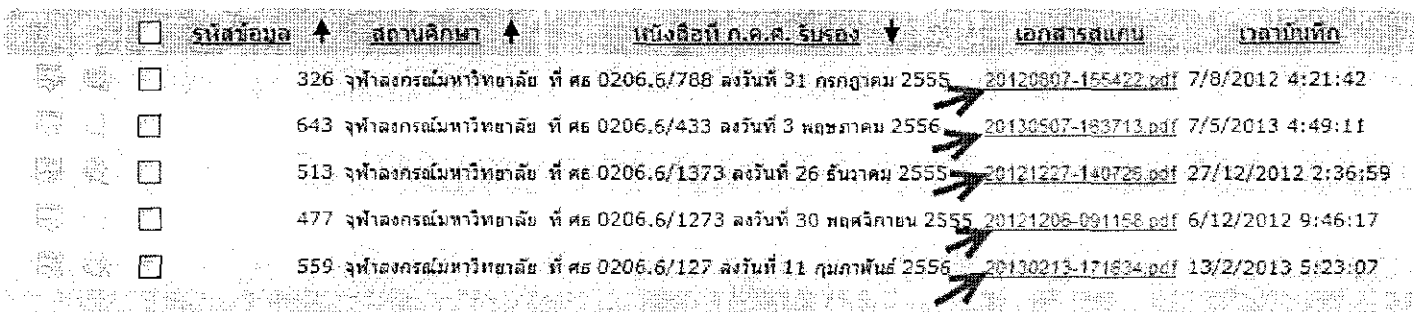 รหัสข้อมูล สถานศึกษา หนังสือที่ ก.ค.ศ. รับรอง เอกสารสแกน เวลาบันทึก
326 จุฬาลงกรณ์มหาวิทยาลัย ที่ ศธ 0206.6/788 ลงวันที่ 31 กรกฎาคม 2555 20120807-155422.pdf 7/8/2012 4:21:42
643 จุฬาลงกรณ์มหาวิทยาลัย ที่ ศธ 0206.6/433 ลงวันที่ 3 พฤษภาคม 2556 20130507-163713.pdf 7/5/2013 4:49:11
513 จุฬาลงกรณ์มหาวิทยาลัย ที่ ศธ 0206.6/1373 ลงวันที่ 26 ธันวาคม 2555 20121227-140726.pdf 27/12/2012 2:36:59
477 จุฬาลงกรณ์มหาวิทยาลัย ที่ ศธ 0206.6/1273 ลงวันที่ 30 พฤศจิกายน 2555 20121206-091158.pdf 6/12/2012 9:46:17
559 จุฬาลงกรณ์มหาวิทยาลัย ที่ ศธ 0206.6/127 ลงวันที่ 11 กุมภาพันธ์ 2556 20130213-171634.pdf 13/2/2013 5:23:07